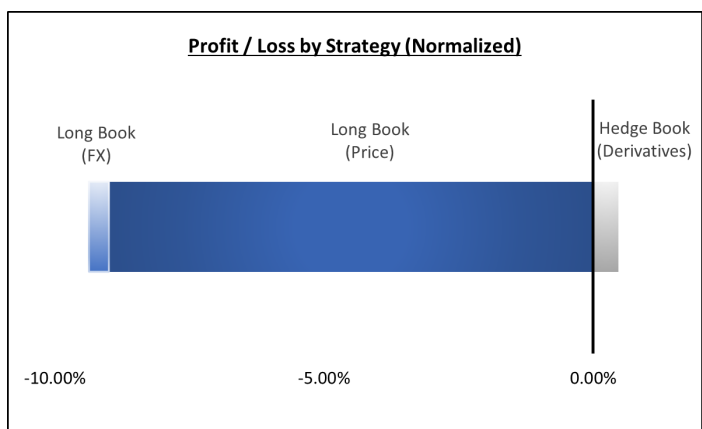 Profit / Loss by Strategy (Normalized)
Long Book
(FX)
Long Book
(Price)
Hedge Book
(Derivatives)
-10.00%
-5.00%
0.00%